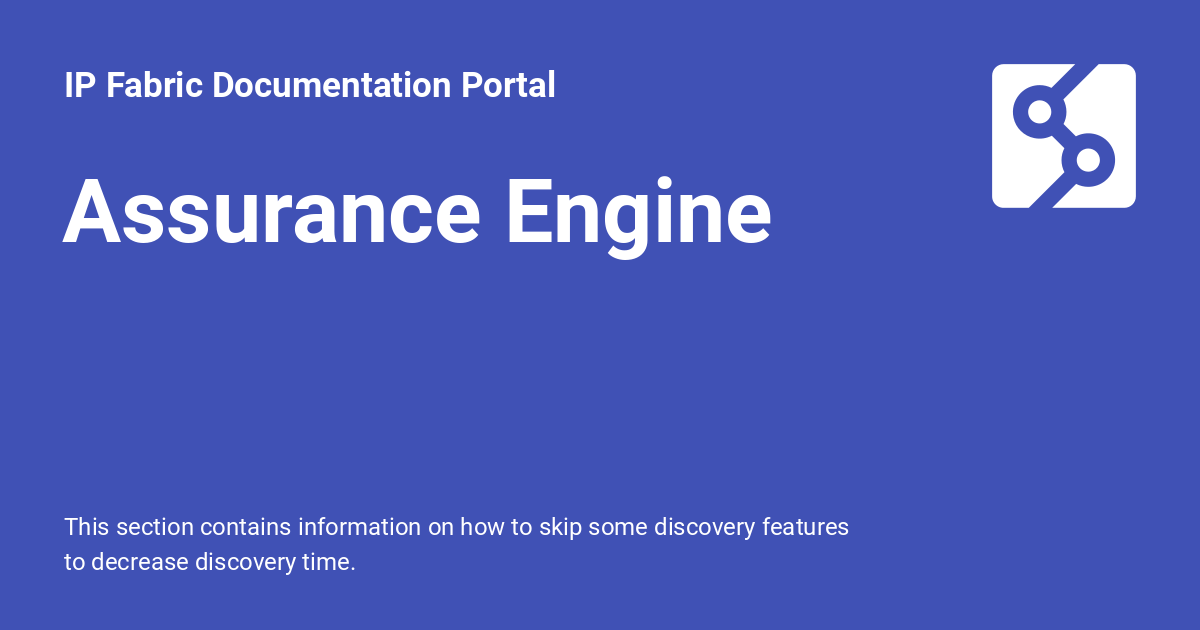 IP Fabric Documentation Portal
Assurance Engine
This section contains information on how to skip some discovery features
to decrease discovery time.